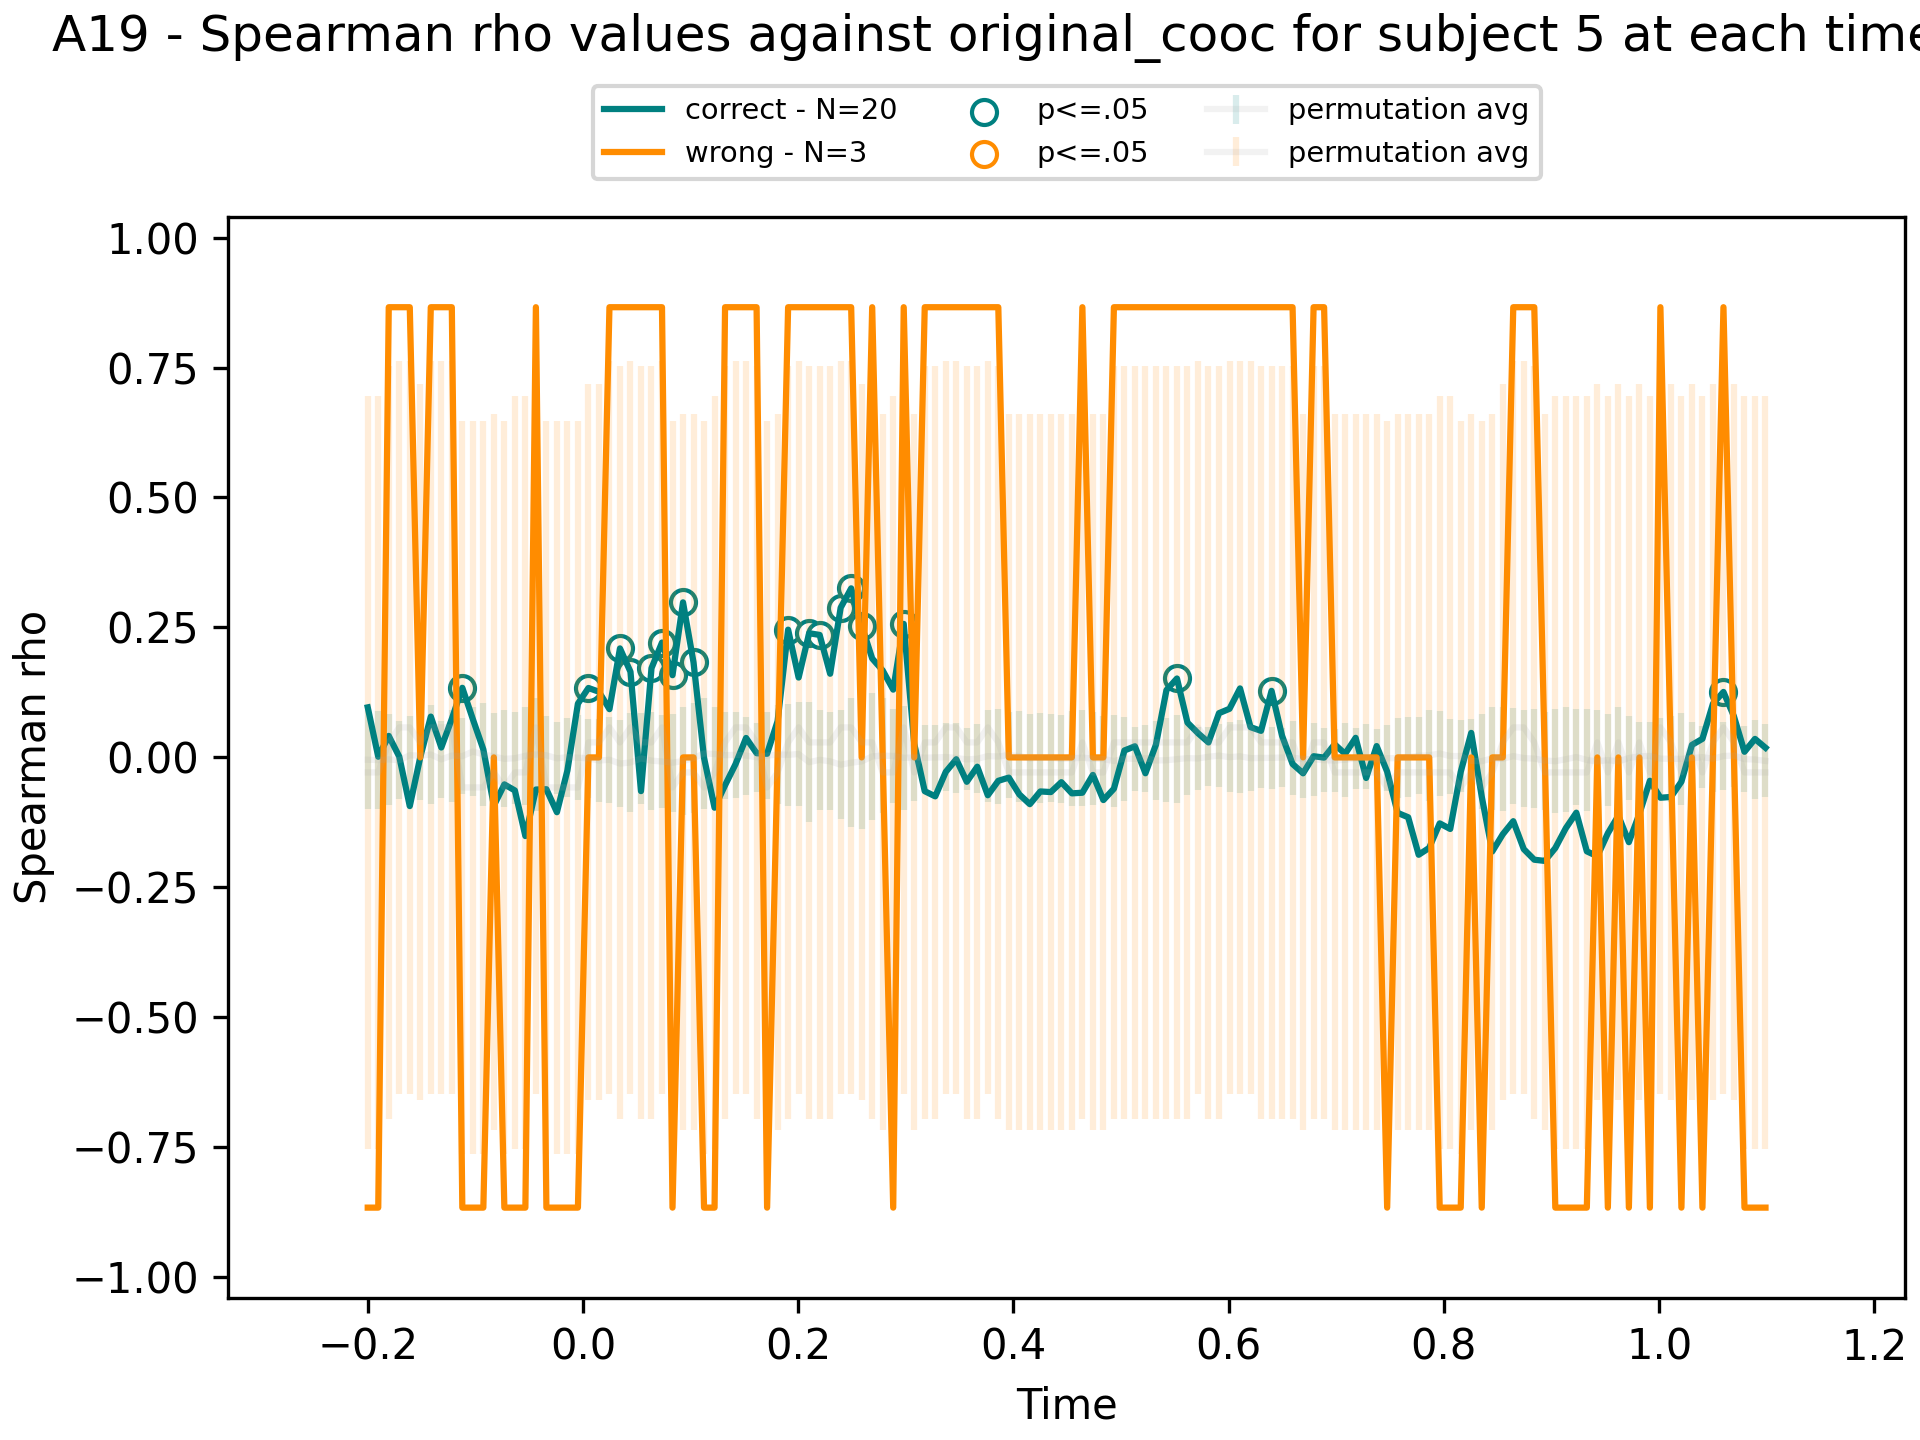 A19 - Spearman rho values against original_cooc for subject 5 at each time
correct - N=20 p<=.05 permutation avg
wrong - N=3 p<=.05 permutation avg
1.00
0.75
0.50
0.25
0.00
−0.25
−0.50
−0.75
−1.00
Spearman rho
−0.2 0.0 0.2 0.4 0.6 0.8 1.0 1.2
Time